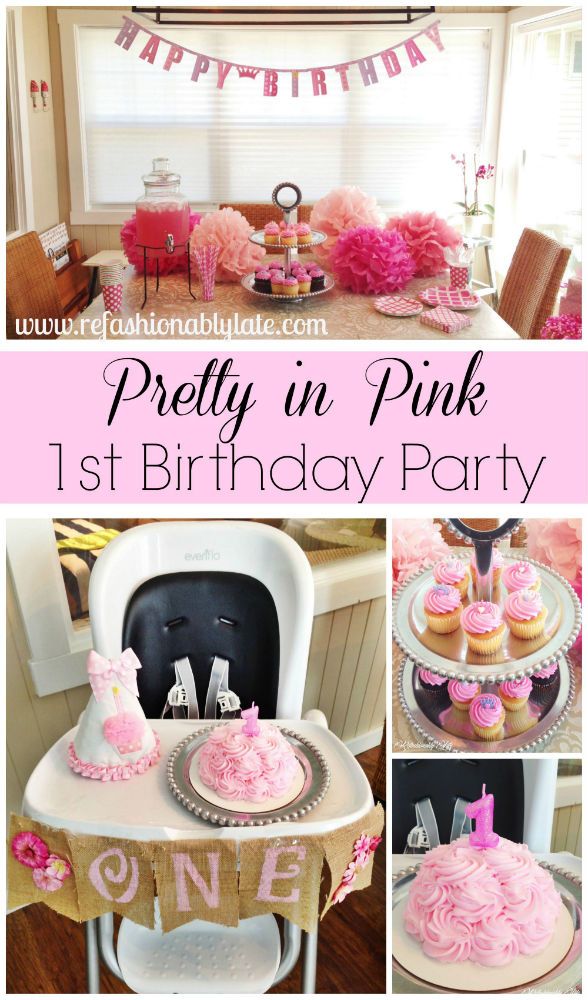 HAPPY BIRTHDAY
www.refashionablylate.com
Pretty in Pink
1st Birthday Party
evenflo
1
ONE
1